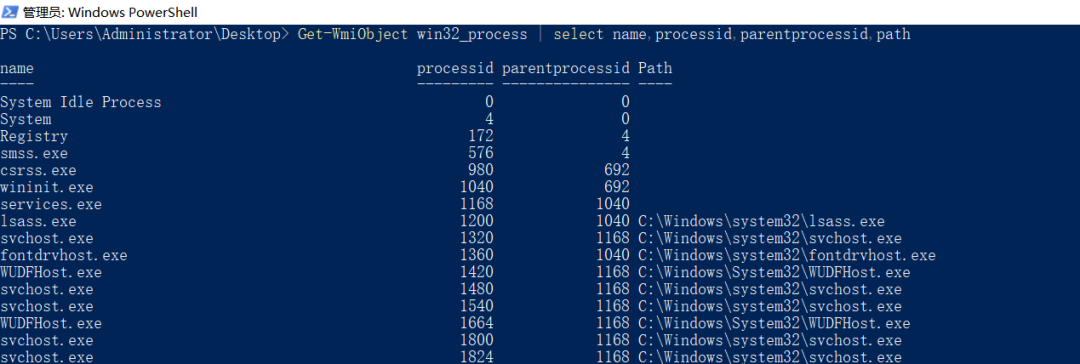 管理员: Windows PowerShell
PS C:\Users\Administrator\Desktop> Get-WmiObject win32_process | select name,processid,parentprocessid,path
name processid parentprocessid Path
---- --------- --------------- ----
System Idle Process 0 0
System 4 0
Registry 172 4
smss.exe 576 4
csrss.exe 980 692
wininit.exe 1040 692
services.exe 1168 1040
lsass.exe 1200 1040 C:\Windows\system32\lsass.exe
svchost.exe 1320 1168 C:\Windows\system32\svchost.exe
fontdrvhost.exe 1360 1040 C:\Windows\system32\fontdrvhost.exe
WUDFHost.exe 1420 1168 C:\Windows\System32\WUDFHost.exe
svchost.exe 1480 1168 C:\Windows\system32\svchost.exe
svchost.exe 1540 1168 C:\Windows\system32\svchost.exe
WUDFHost.exe 1664 1168 C:\Windows\System32\WUDFHost.exe
svchost.exe 1800 1168 C:\Windows\system32\svchost.exe
svchost.exe 1824 1168 C:\Windows\system32\svchost.exe